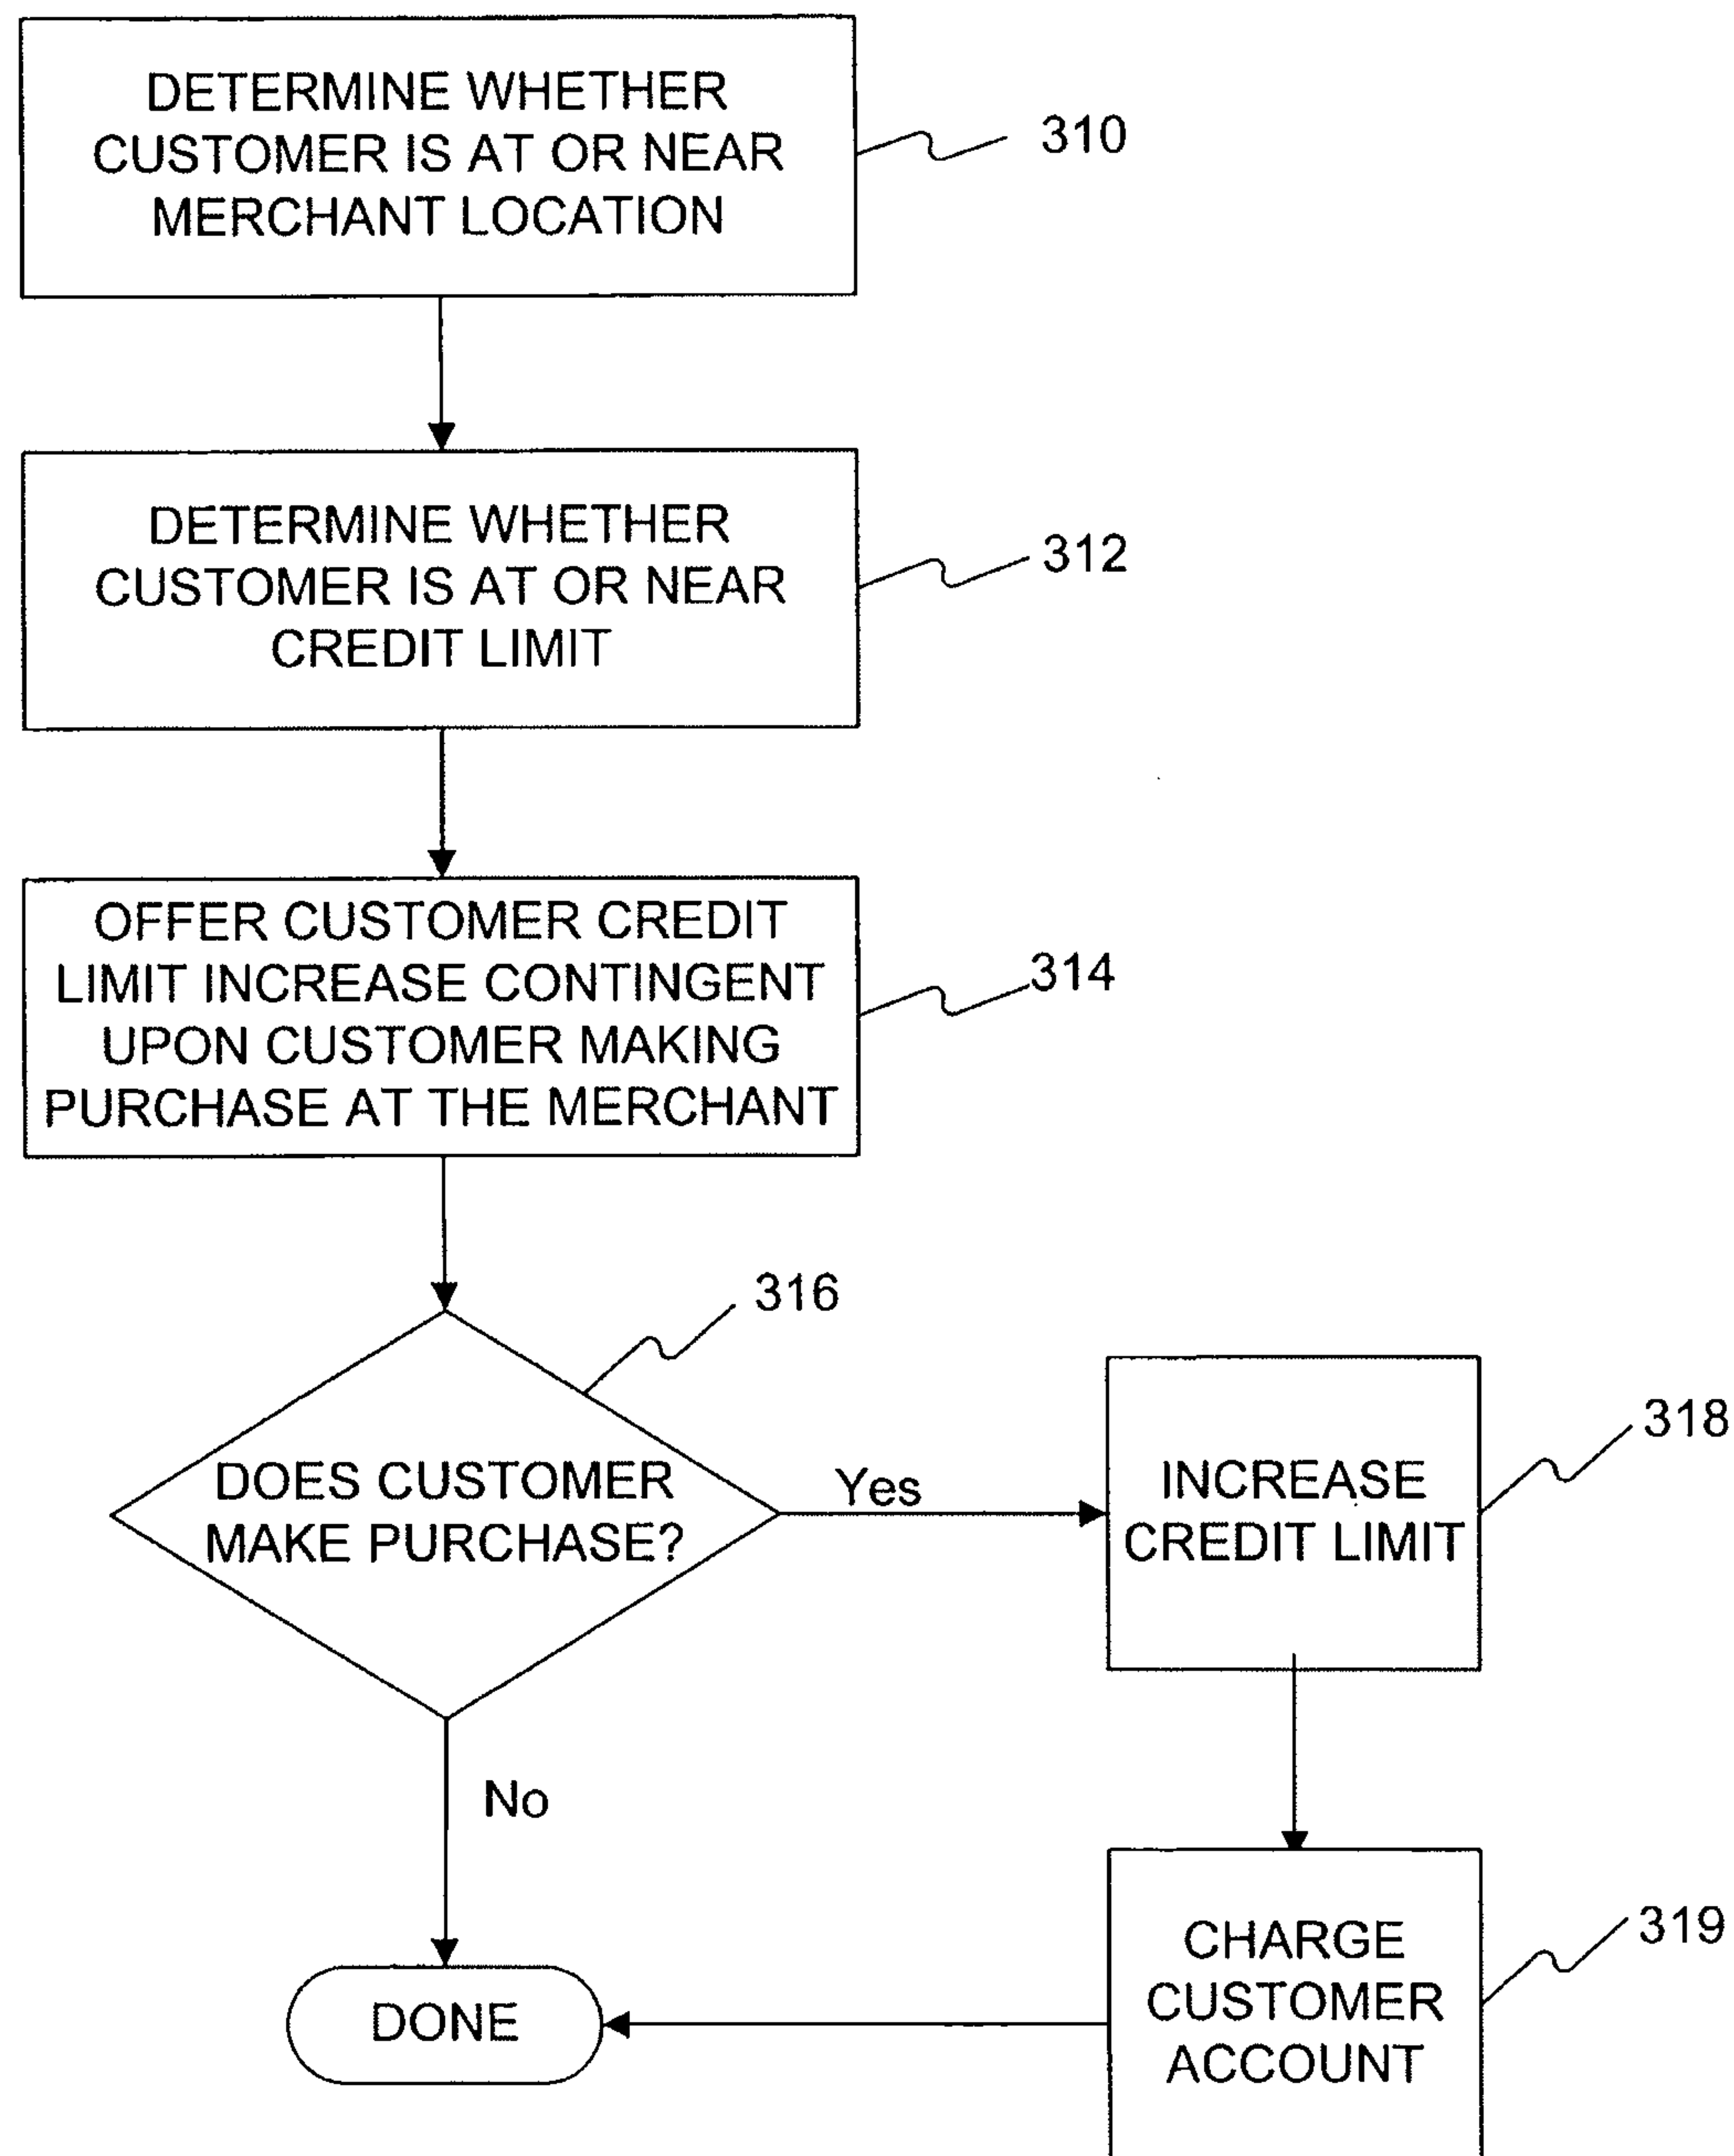 DETERMINE WHETHER
CUSTOMER IS AT OR NEAR
MERCHANT LOCATION
310
DETERMINE WHETHER
CUSTOMER IS AT OR NEAR
CREDIT LIMIT
312
OFFER CUSTOMER CREDIT
LIMIT INCREASE CONTINGENT
UPON CUSTOMER MAKING
PURCHASE AT THE MERCHANT
314
316
DOES CUSTOMER
MAKE PURCHASE?
Yes
INCREASE
CREDIT LIMIT
318
No
CHARGE
CUSTOMER
ACCOUNT
319
DONE